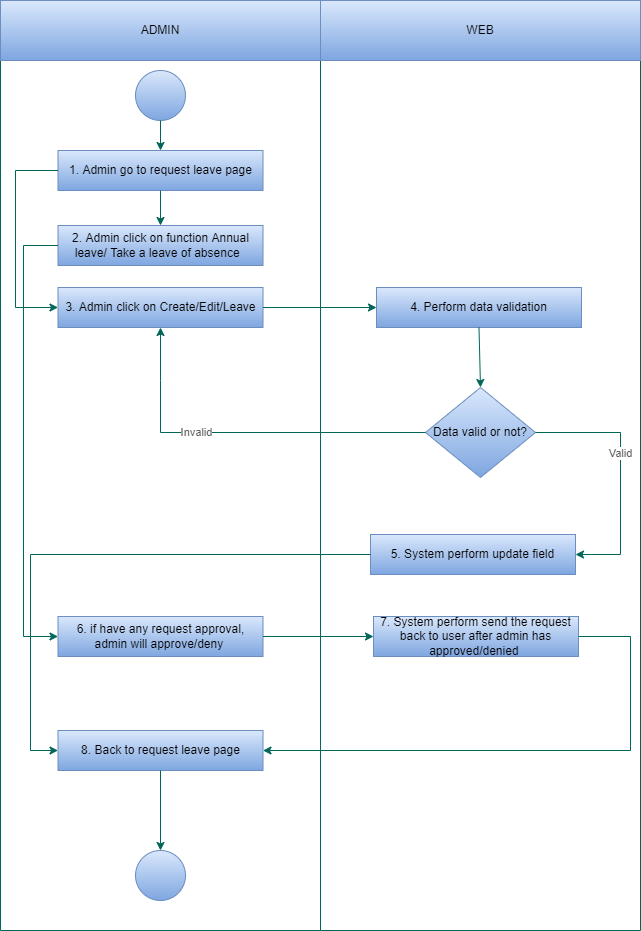 ADMIN
WEB
1. Admin go to request leave page
2. Admin click on function Annual
leave/ Take a leave of absence
3. Admin click on Create/Edit/Leave
4. Perform data validation
Data valid or not?
Invalid
Valid
5. System perform update field
6. if have any request approval,
admin will approve/deny
7. System perform send the request
back to user after admin has
approved/denied
8. Back to request leave page